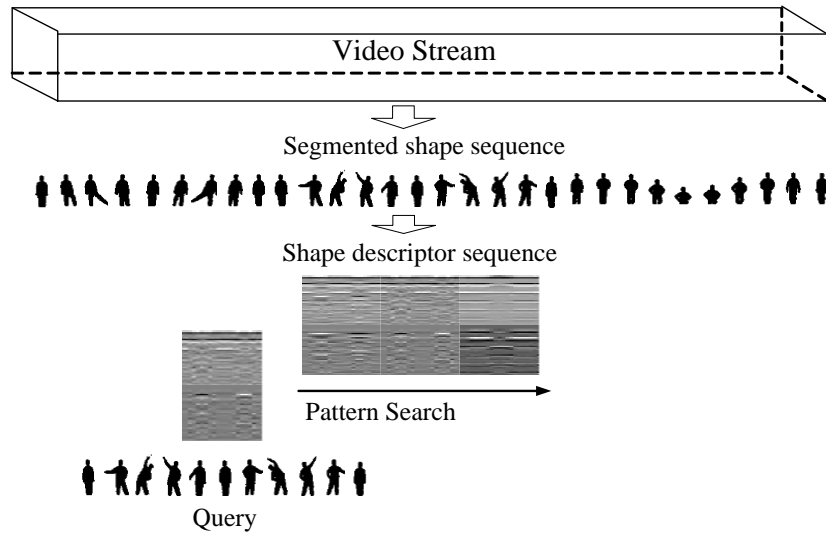 Video Stream
Segmented shape sequence
Shape descriptor sequence
Pattern Search
Query